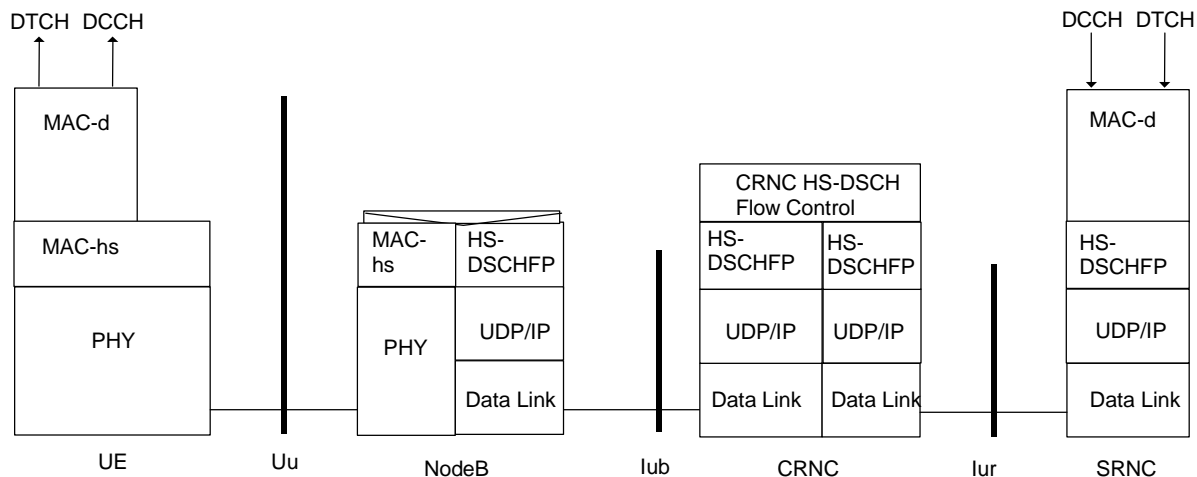 DTCH DCCH
DCCH DTCH
MAC-d
MAC-d
CRNC HS-DSCH
Flow Control
MAC-hs
MAC-
hs
HS-
DSCHFP
HS-
DSCHFP
HS-
DSCHFP
HS-
DSCHFP
PHY
PHY
UDP/IP
UDP/IP
UDP/IP
UDP/IP
Data Link
Data Link
Data Link
Data Link
UE
Uu
NodeB
Iub
CRNC
Iur
SRNC